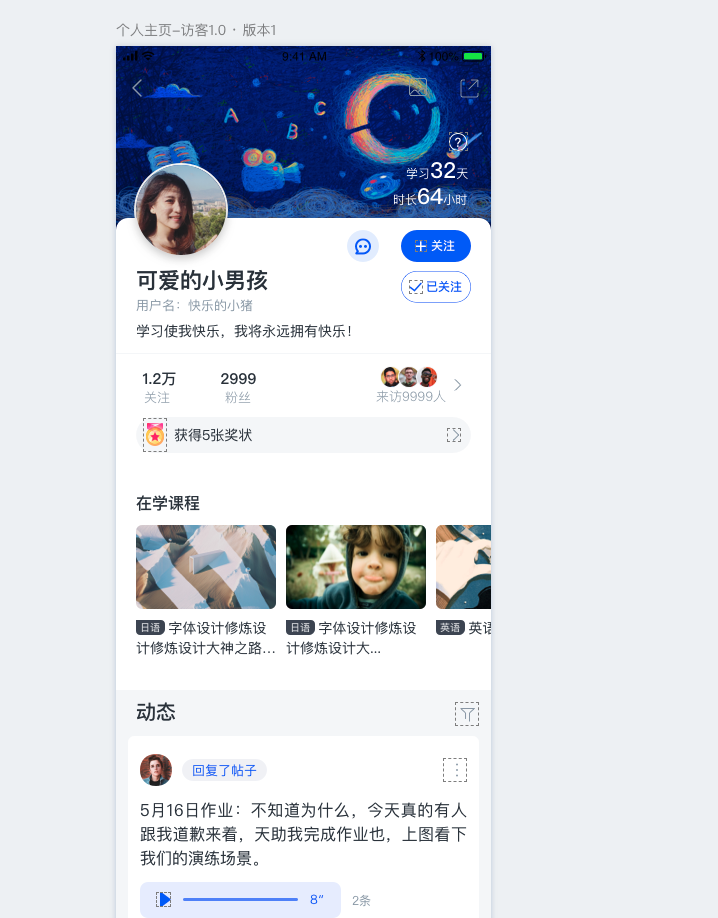 个人主页-访客1.0 · 版本1
9:41 AM
100%
A
B
C
?
学习32天
时长64小时
关注
可爱的小男孩
已关注
用户名：快乐的小猪
学习使我快乐，我将永远拥有快乐！
1.2万
2999
关注
粉丝
来访9999人
获得5张奖状
在学课程
日语 字体设计修炼设计修炼设计大神之路…
日语 字体设计修炼设计修炼设计大...
英语 英语
动态
回复了帖子
5月16日作业：不知道为什么，今天真的有人
跟我道歉来着，天助我完成作业也，上图看下
我们的演练场景。
8”
2条